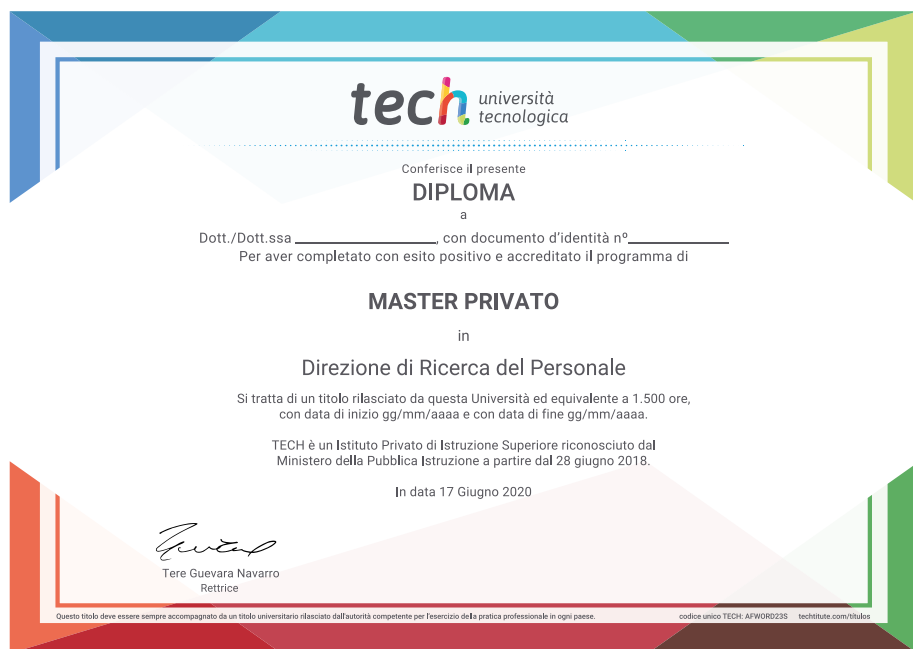 tech università
tecnologica
Conferisce il presente
DIPLOMA
a
Dott./Dott.ssa ________________, con documento d'identità nº____________
Per aver completato con esito positivo e accreditato il programma di
MASTER PRIVATO
in
Direzione di Ricerca del Personale
Si tratta di un titolo rilasciato da questa Università ed equivalente a 1.500 ore,
con data di inizio gg/mm/aaaa e con data di fine gg/mm/aaaa.
TECH è un Istituto Privato di Istruzione Superiore riconosciuto dal
Ministero della Pubblica Istruzione a partire dal 28 giugno 2018.
In data 17 Giugno 2020
Tere Guevara Navarro
Rettrice
Questo titolo deve essere sempre accompagnato da un titolo universitario rilasciato dall'autorità competente per l'esercizio della pratica professionale in ogni paese. codice unico TECH: AFWORD23S techtitute.com/titulos